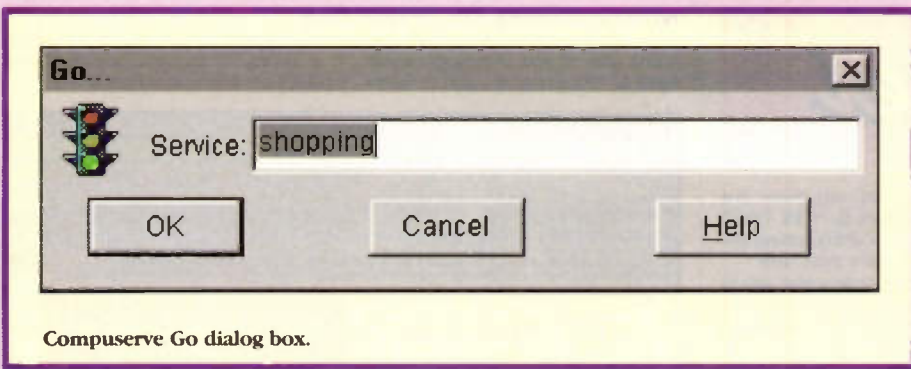 Go...
Service: shopping
OK Cancel Help
Compuserve Go dialog box.